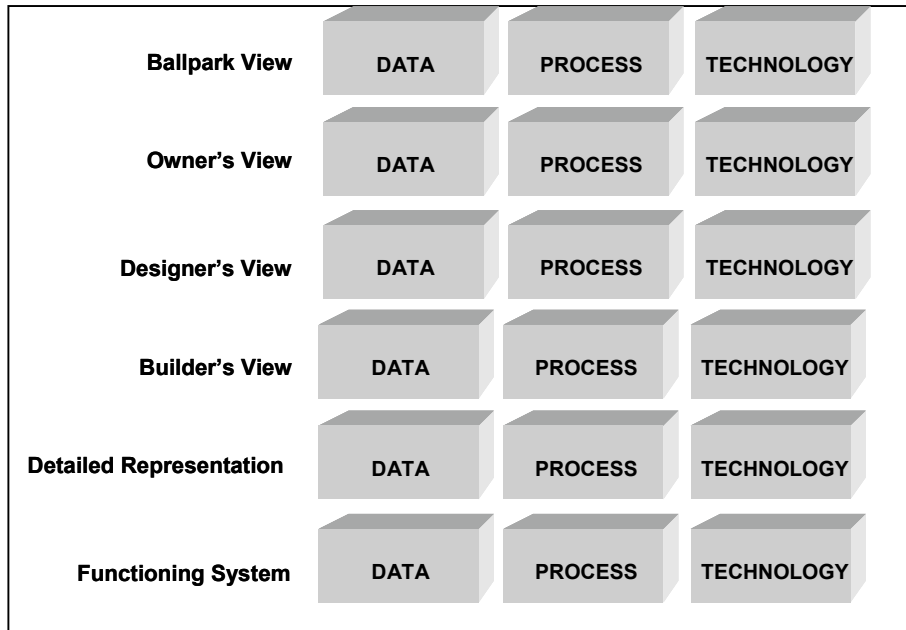 Ballpark View DATA PROCESS TECHNOLOGY
Owner's View DATA PROCESS TECHNOLOGY
Designer's View DATA PROCESS TECHNOLOGY
Builder's View DATA PROCESS TECHNOLOGY
Detailed Representation DATA PROCESS TECHNOLOGY
Functioning System DATA PROCESS TECHNOLOGY